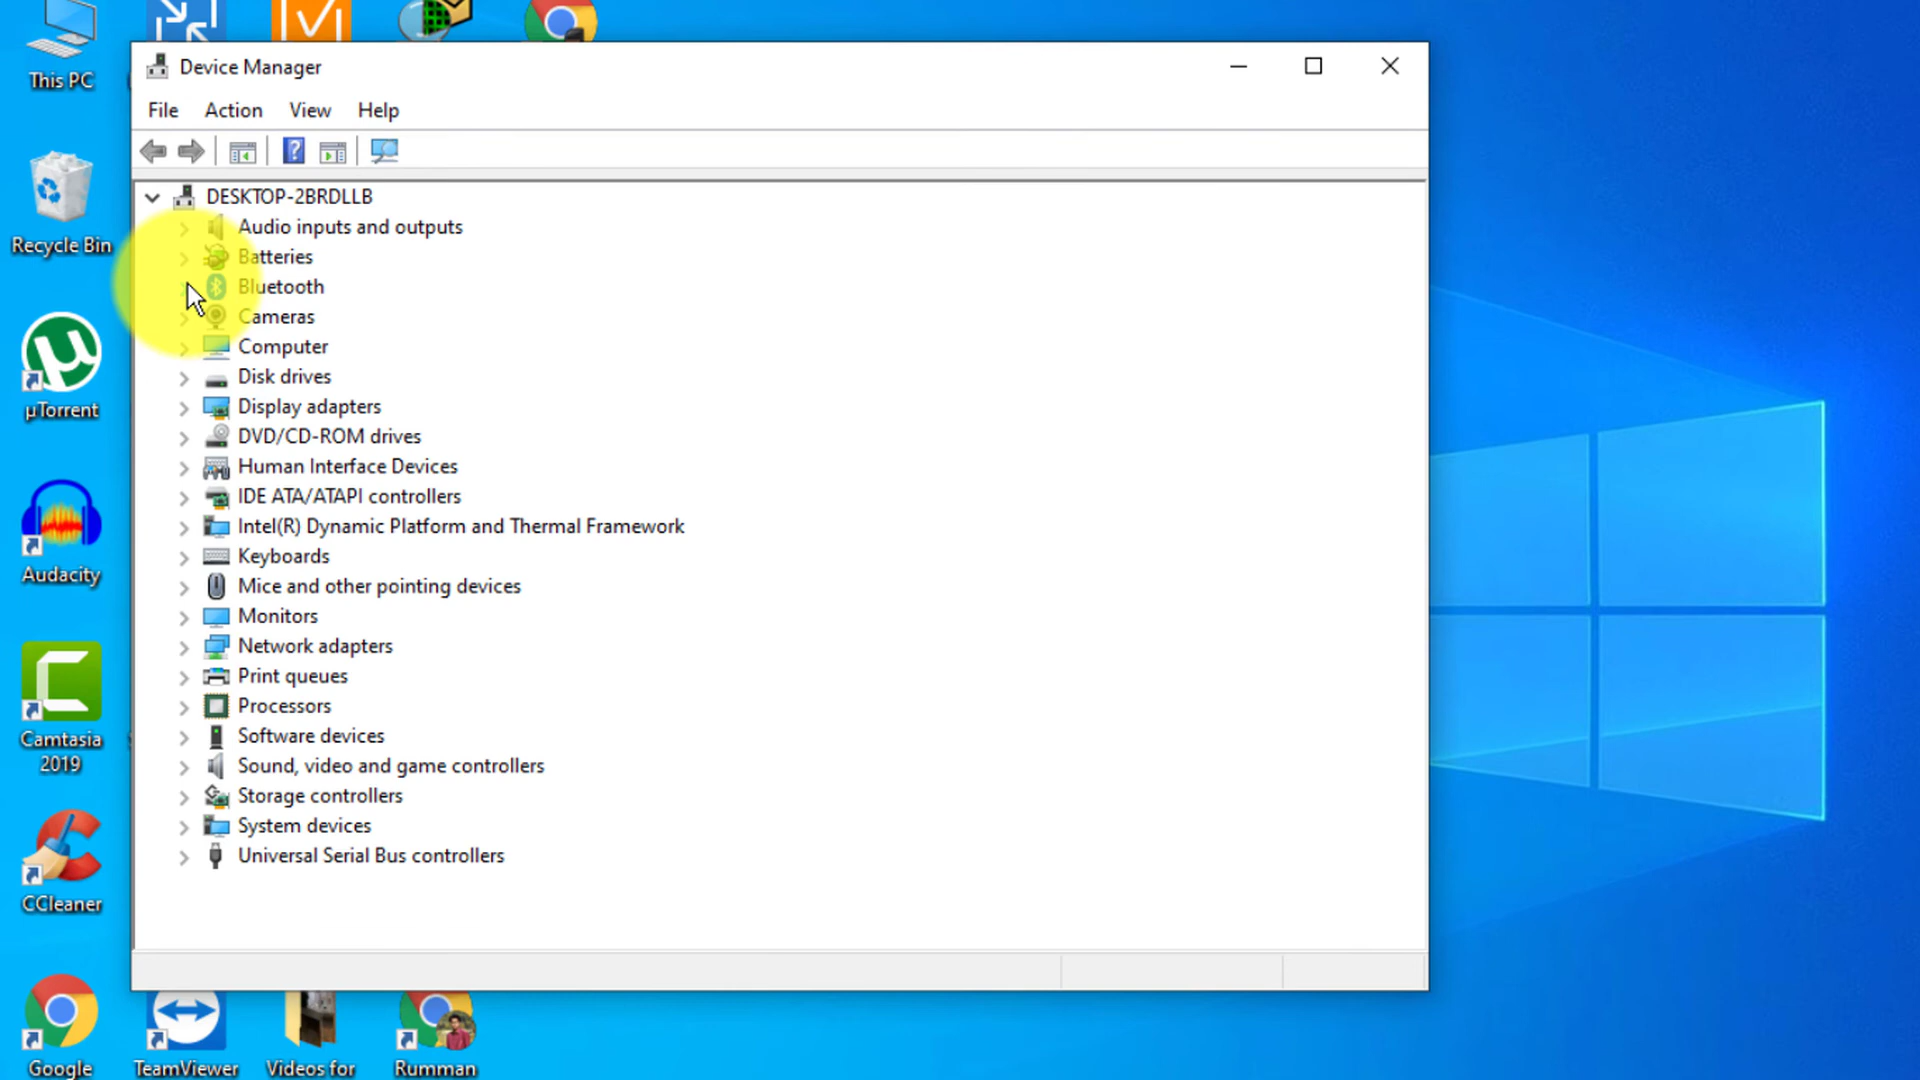 This PC
Recycle Bin
µTorrent
Audacity
Camtasia
2019
CCleaner
Google
TeamViewer
Videos for
Rumman
Device Manager
File Action View Help
DESKTOP-2BRDLLB
Audio inputs and outputs
Batteries
Bluetooth
Cameras
Computer
Disk drives
Display adapters
DVD/CD-ROM drives
Human Interface Devices
IDE ATA/ATAPI controllers
Intel(R) Dynamic Platform and Thermal Framework
Keyboards
Mice and other pointing devices
Monitors
Network adapters
Print queues
Processors
Software devices
Sound, video and game controllers
Storage controllers
System devices
Universal Serial Bus controllers